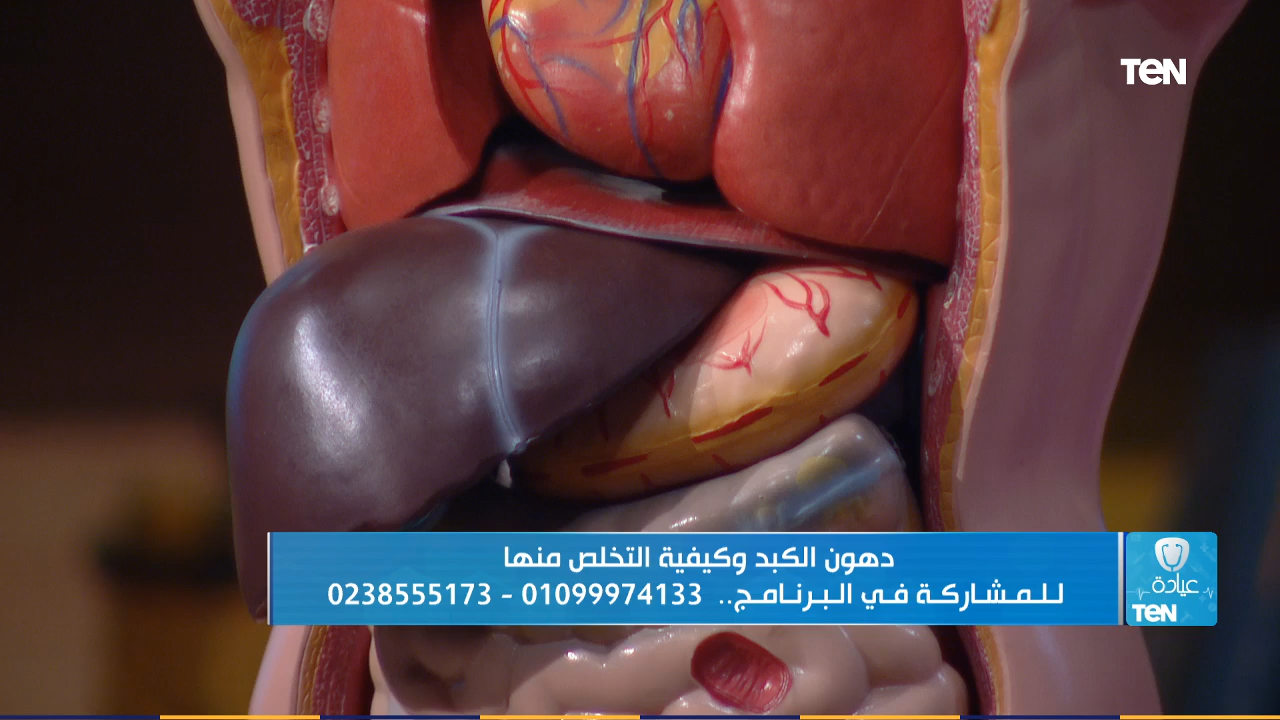 TEN
دهون الكبد وكيفية التخلص منها
للمشاركة في البرنامج.. 01099974133 - 0238555173
عيادة
TEN